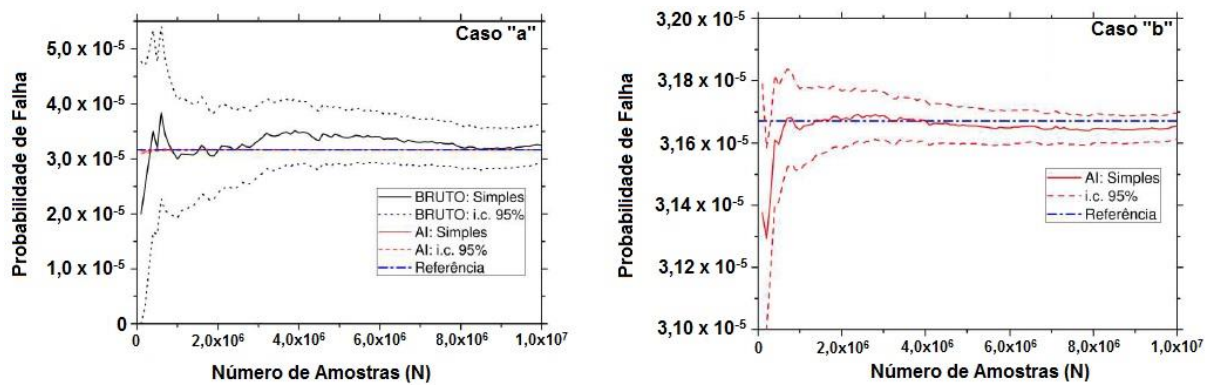 Caso "a"
Probabilidade de Falha
5,0 x 10-5
4,0 x 10-5
3,0 x 10-5
2,0 x 10-5
1,0 x 10-5
0
BRUTO: Simples
BRUTO: i.c. 95%
AI: Simples
AI: i.c. 95%
Referência
0 2,0x10⁶ 4,0x10⁶ 6,0x10⁶ 8,0x10⁶ 1,0x10⁷
Número de Amostras (N)
Caso "b"
Probabilidade de Falha
3,20 x 10-5
3,18 x 10-5
3,16 x 10-5
3,14 x 10-5
3,12 x 10-5
3,10 x 10-5
AI: Simples
i.c. 95%
Referência
0 2,0x10⁶ 4,0x10⁶ 6,0x10⁶ 8,0x10⁶ 1,0x10⁷
Número de Amostras (N)